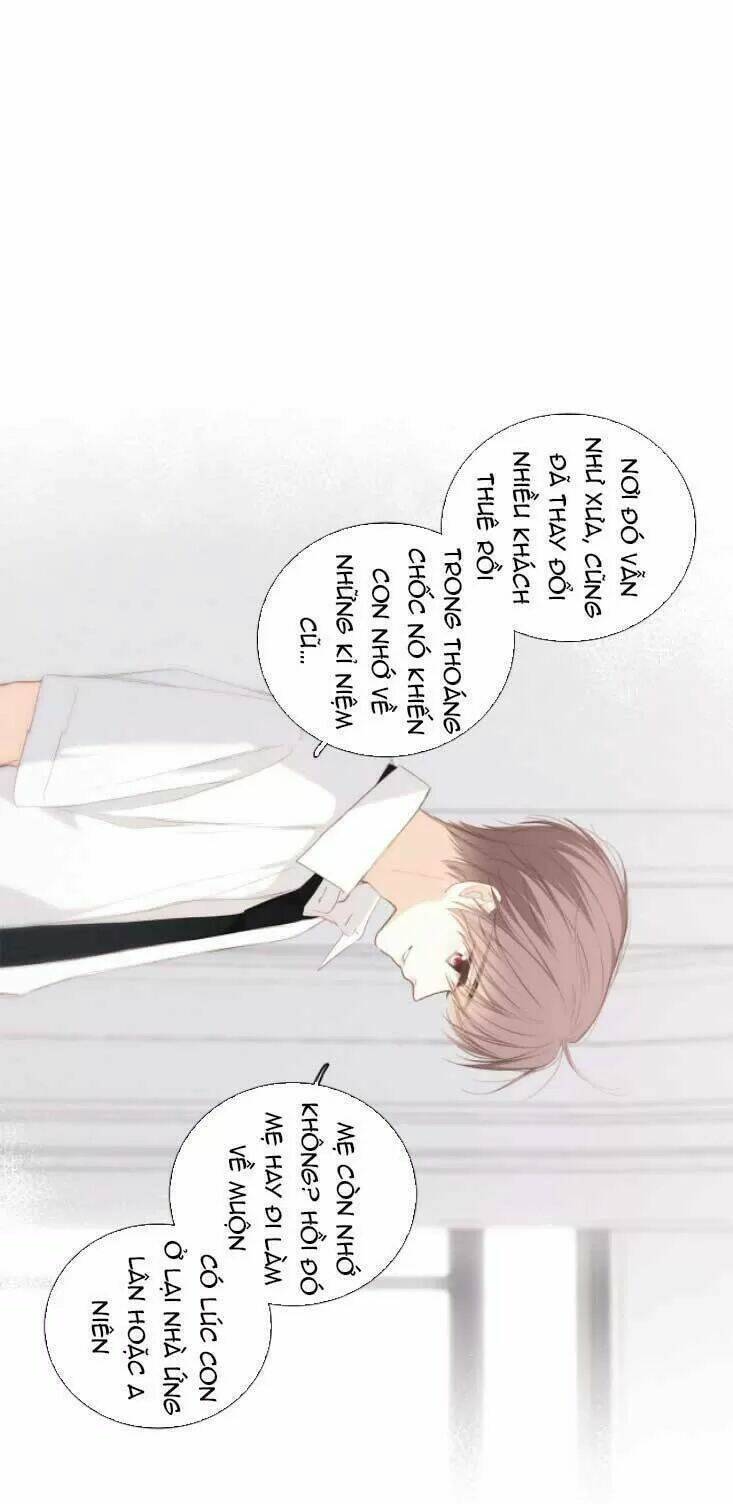 NƠI ĐÓ VẪN
NHƯ XƯA, CŨNG
ĐÃ THAY ĐỔI
NHIỀU KHÁCH
THUÊ RỒI
TRONG THOÁNG
CHỐC NÓ KHIẾN
CON NHỚ VỀ
NHỮNG KỈ NIỆM
CŨ...
MẸ CÒN NHỚ
KHÔNG? HỒI ĐÓ
MẸ HAY ĐI LÀM
VỀ MUỘN
CÓ LÚC CON
Ở LẠI NHÀ ỨNG
LÂN HOẶC A
NIÊN